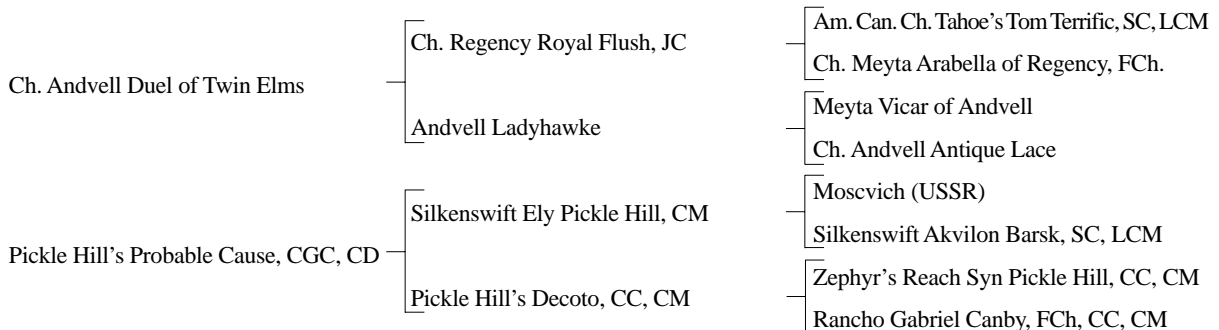 Am. Can. Ch. Tahoe's Tom Terrific, SC, LCM
Ch. Regency Royal Flush, JC
Ch. Meyta Arabella of Regency, FCh.
Ch. Andvell Duel of Twin Elms
Meyta Vicar of Andvell
Andvell Ladyhawke
Ch. Andvell Antique Lace
Moscvich (USSR)
Silkenswift Ely Pickle Hill, CM
Silkenswift Akvilon Barsk, SC, LCM
Pickle Hill's Probable Cause, CGC, CD
Zephyr's Reach Syn Pickle Hill, CC, CM
Pickle Hill's Decoto, CC, CM
Rancho Gabriel Canby, FCh, CC, CM